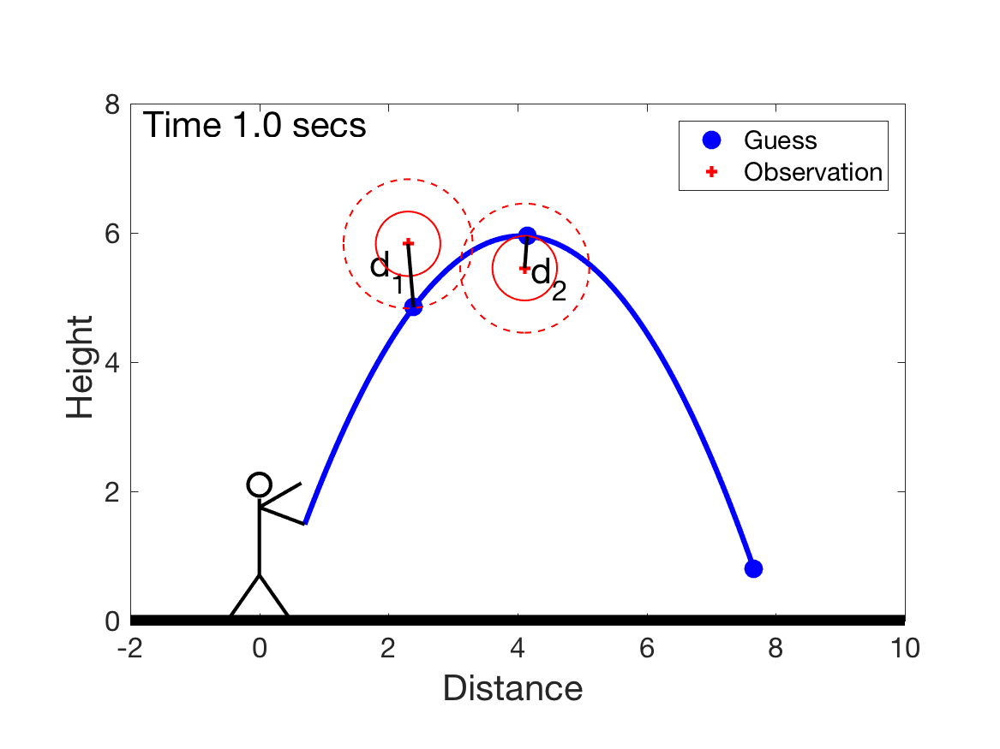 Time 1.0 secs
Guess
Observation
d1
d2
Height
8
6
4
2
0
-2 0 2 4 6 8 10
Distance